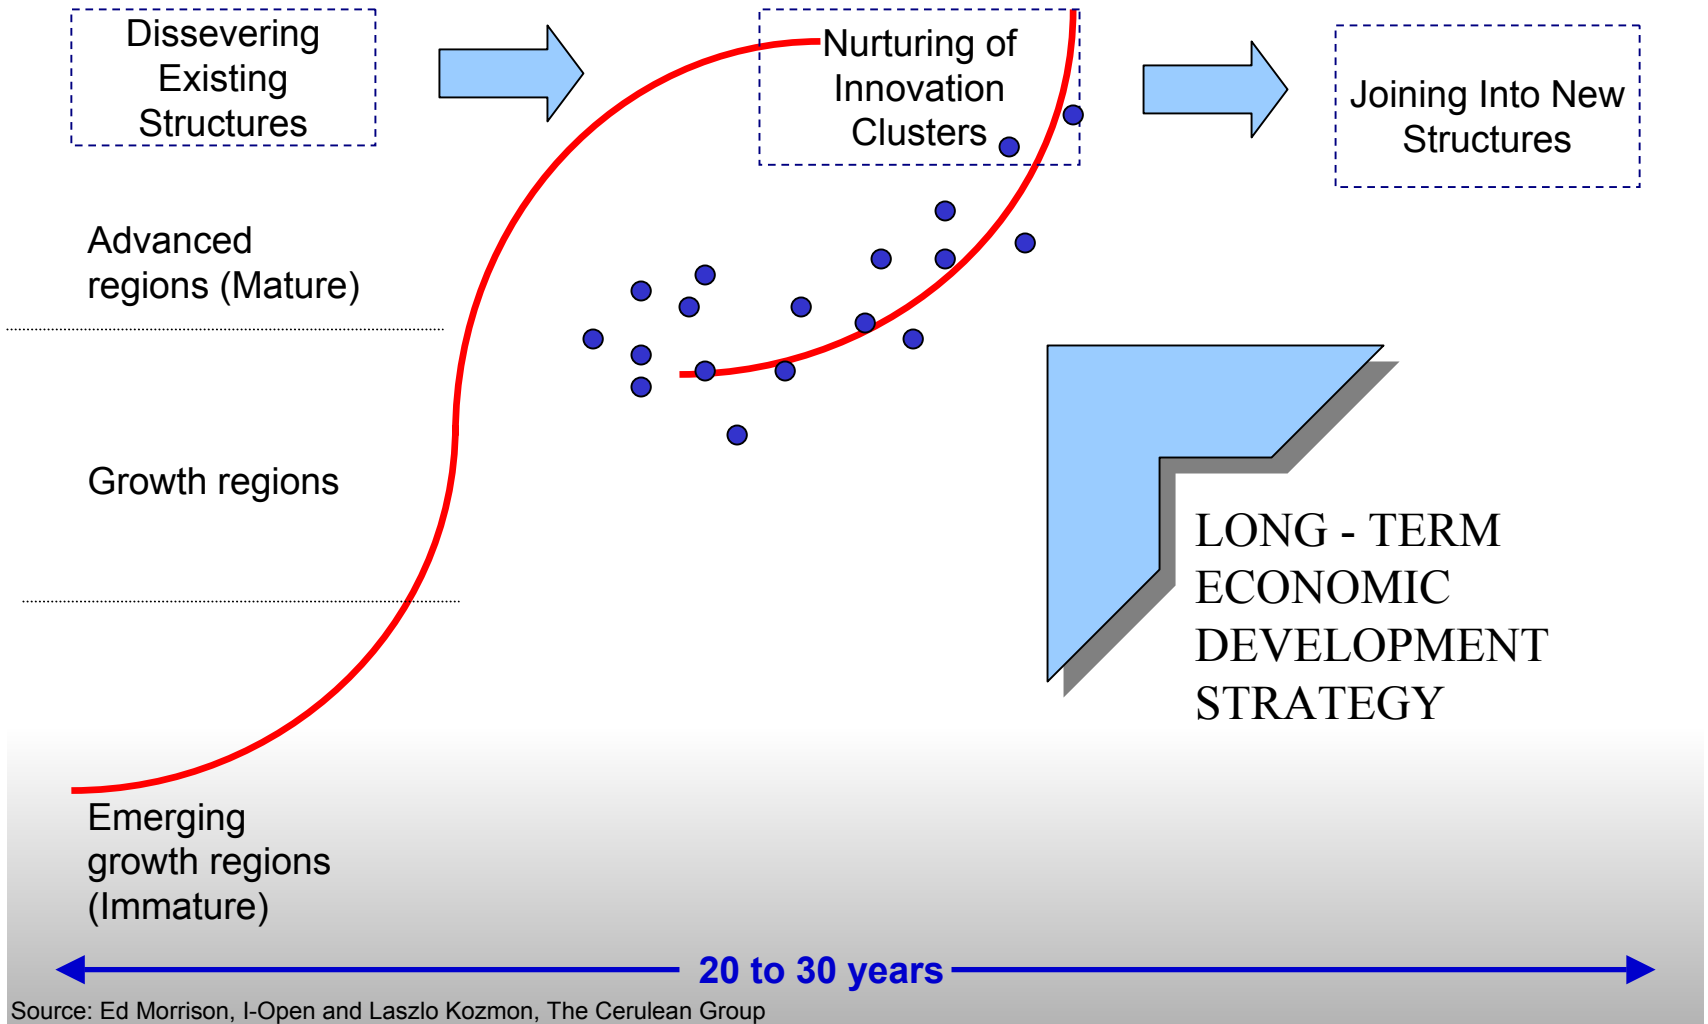 Dissevering
Existing
Structures
Nurturing of
Innovation
Clusters
Joining Into New
Structures
Advanced
regions (Mature)
Growth regions
LONG - TERM
ECONOMIC
DEVELOPMENT
STRATEGY
Emerging
growth regions
(Immature)
20 to 30 years
Source: Ed Morrison, I-Open and Laszlo Kozmon, The Cerulean Group